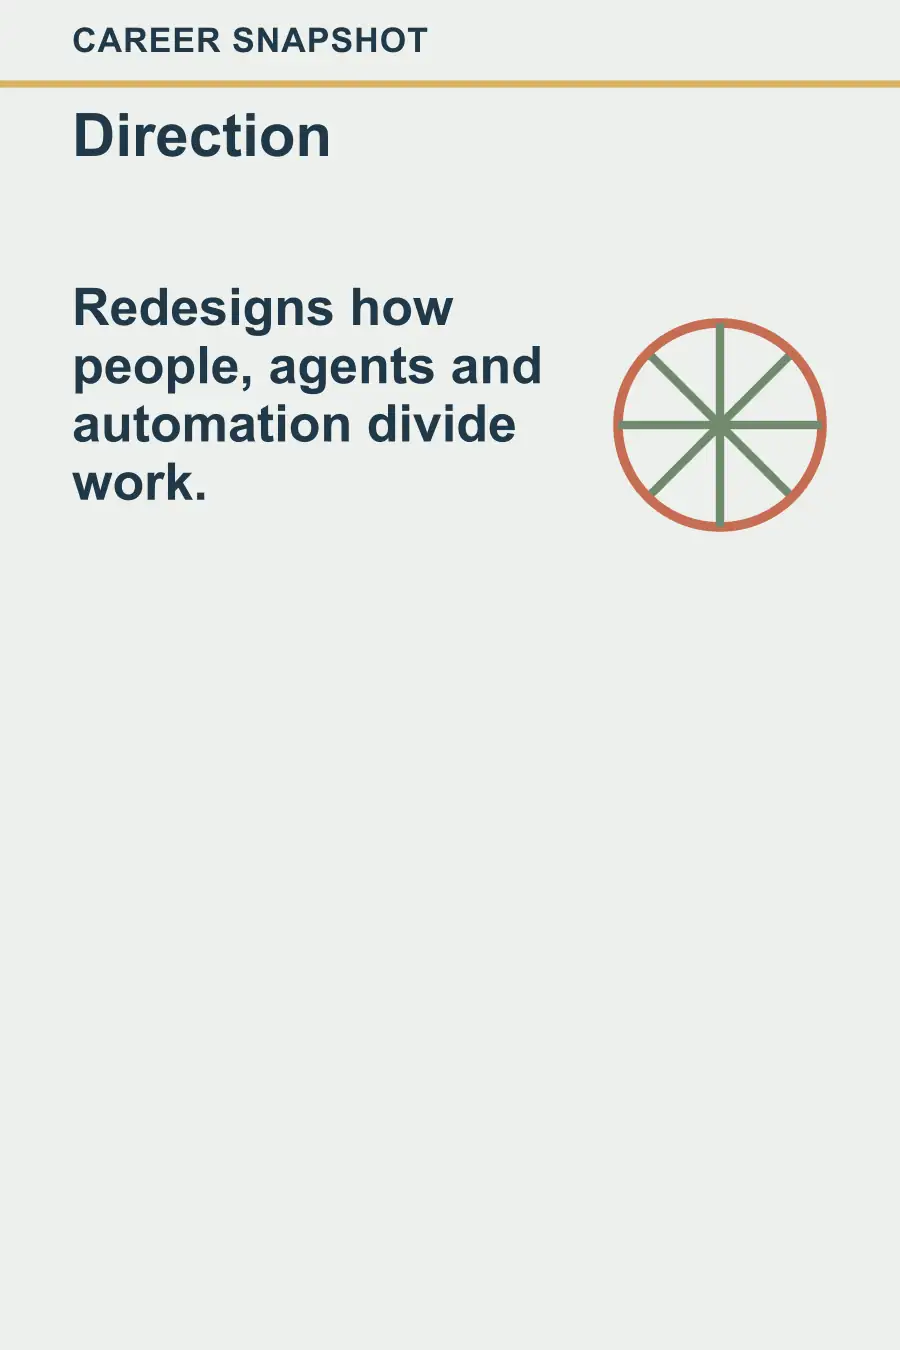 CAREER SNAPSHOT
Direction
Redesigns how
people, agents and
automation divide
work.